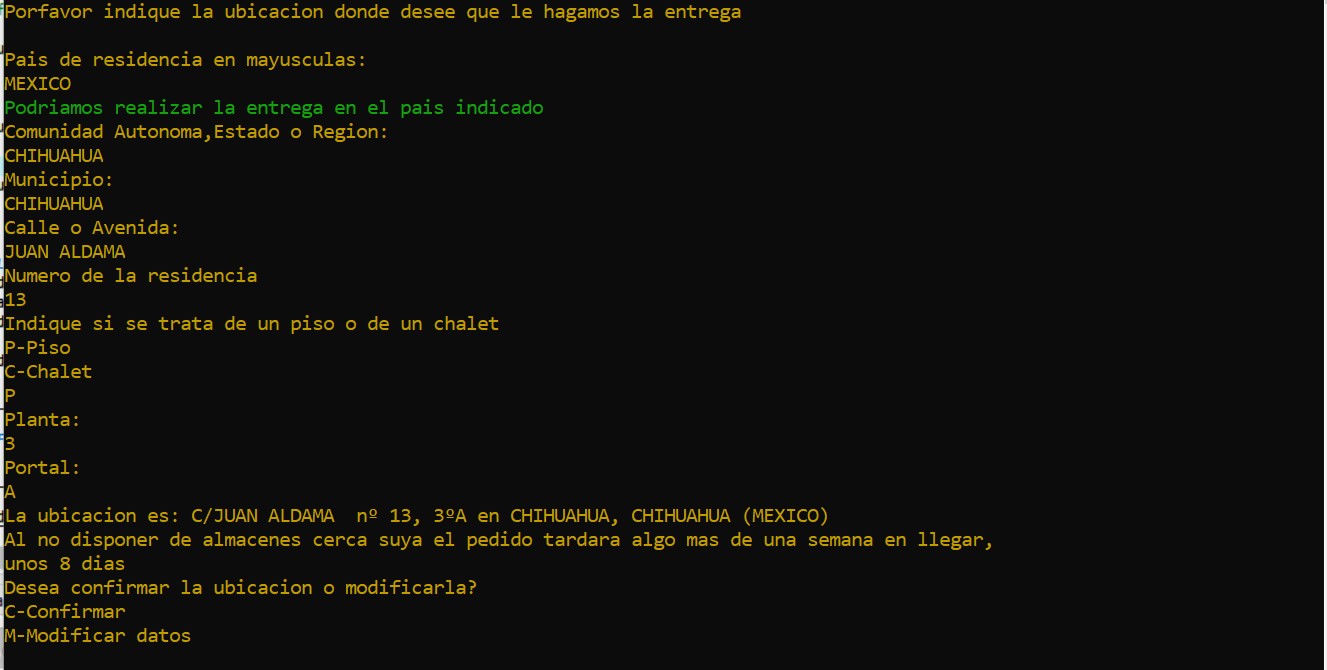 Porfavor indique la ubicacion donde desee que le hagamos la entrega
Pais de residencia en mayusculas:
MEXICO
Podriamos realizar la entrega en el pais indicado
Comunidad Autonoma,Estado o Region:
CHIHUAHUA
Municipio:
CHIHUAHUA
Calle o Avenida:
JUAN ALDAMA
Numero de la residencia
13
Indique si se trata de un piso o de un chalet
P-Piso
C-Chalet
P
Planta:
3
Portal:
A
La ubicacion es: C/JUAN ALDAMA  nº 13, 3ºA en CHIHUAHUA, CHIHUAHUA (MEXICO)
Al no disponer de almacenes cerca suya el pedido tardara algo mas de una semana en llegar,
unos 8 dias
Desea confirmar la ubicacion o modificarla?
C-Confirmar
M-Modificar datos